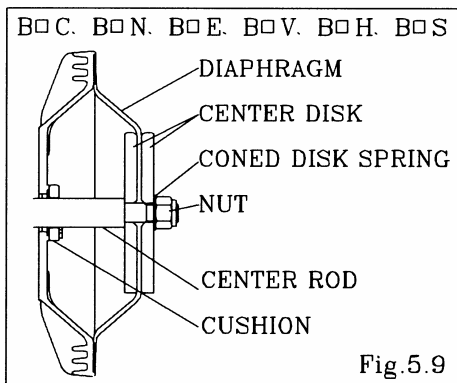 B□C、B□N、B□E、B□V、B□H、B□S
DIAPHRAGM
CENTER DISK
CONED DISK SPRING
NUT
CENTER ROD
CUSHION
Fig.5.9